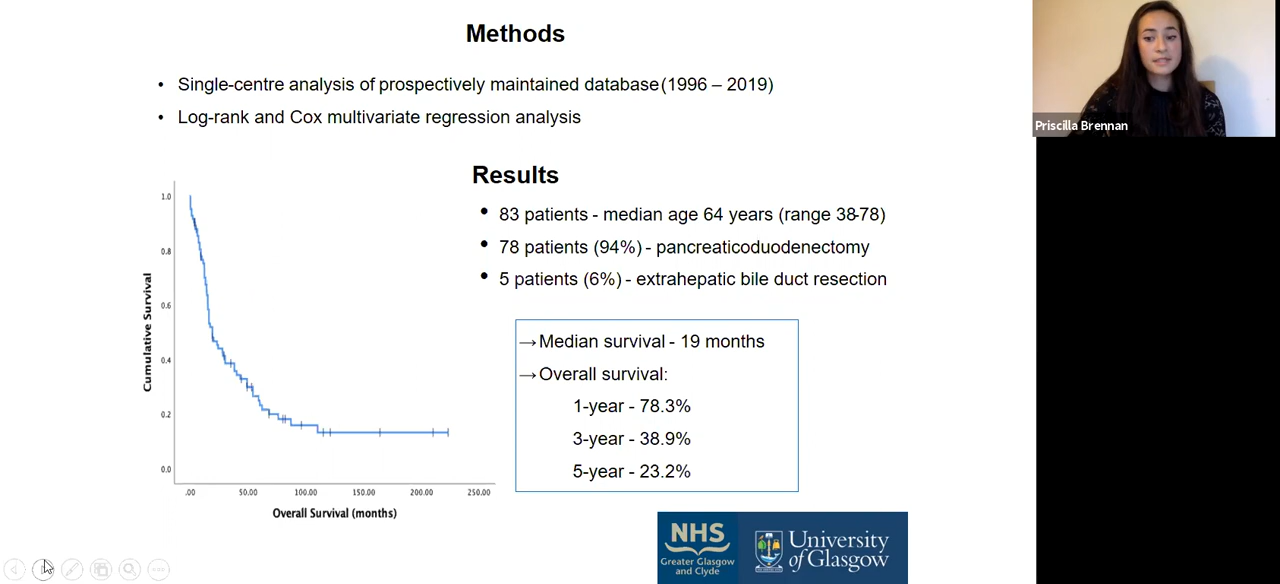 Methods
• Single-centre analysis of prospectively maintained database (1996 – 2019)
• Log-rank and Cox multivariate regression analysis
Priscilla Brennan
Results
• 83 patients - median age 64 years (range 38-78)
• 78 patients (94%) - pancreaticoduodenectomy
• 5 patients (6%) - extrahepatic bile duct resection
→Median survival - 19 months
→Overall survival:
1-year - 78.3%
3-year - 38.9%
5-year - 23.2%
Cumulative Survival
1.0
0.8
0.6
0.4
0.2
0.0
.00 50.00 100.00 150.00 200.00 250.00
Overall Survival (months)
NHS
Greater Glasgow
and Clyde
University
of Glasgow